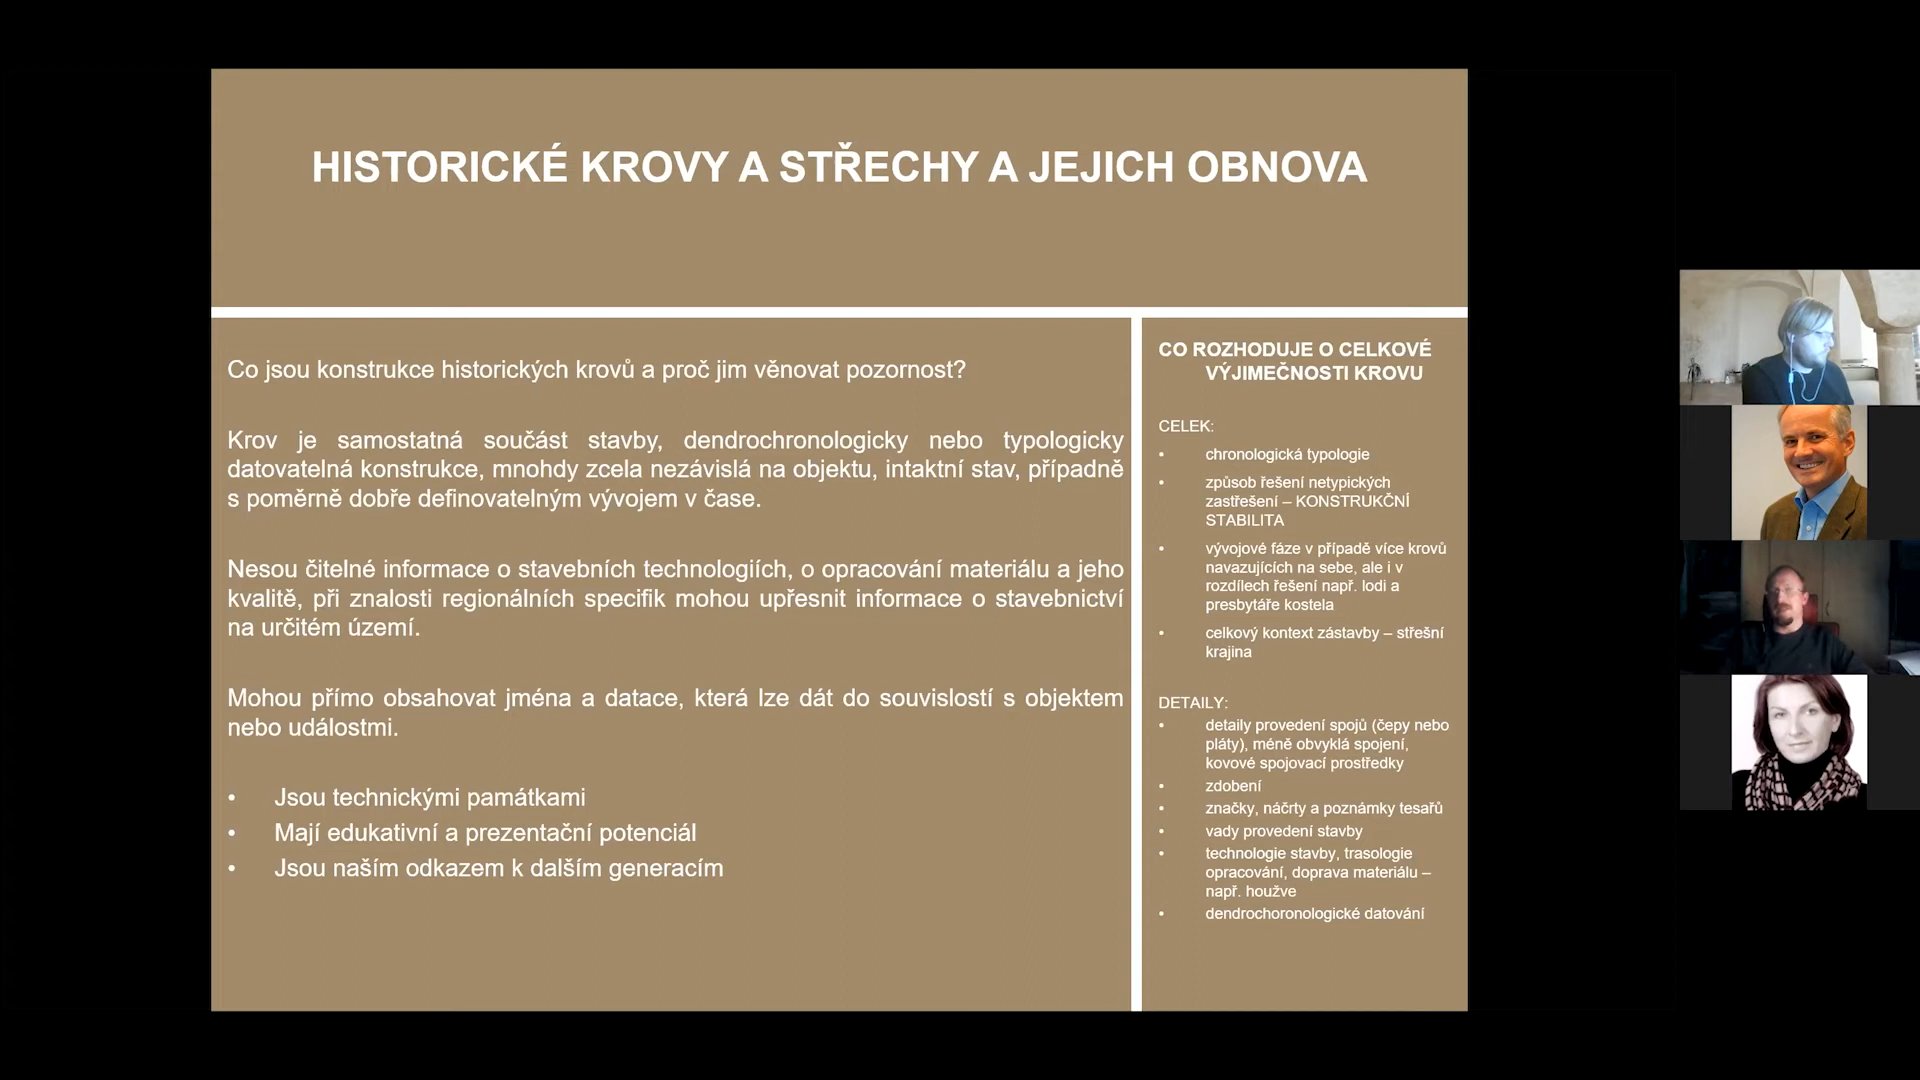 HISTORICKÉ KROVY A STŘECHY A JEJICH OBNOVA
Co jsou konstrukce historických krovů a proč jim věnovat pozornost?
Krov je samostatná součást stavby, dendrochronologicky nebo typologicky
datovatelná konstrukce, mnohdy zcela nezávislá na objektu, intaktní stav, případně
s poměrně dobře definovatelným vývojem v čase.
Nesou čitelné informace o stavebních technologiích, o opracování materiálu a jeho
kvalitě, při znalosti regionálních specifik mohou upřesnit informace o stavebnictví
na určitém území.
Mohou přímo obsahovat jména a datace, která lze dát do souvislostí s objektem
nebo událostmi.
• Jsou technickými památkami
• Mají edukativní a prezentační potenciál
• Jsou naším odkazem k dalším generacím
CO ROZHODUJE O CELKOVÉ
VÝJIMEČNOSTI KROVU
CELEK:
• chronologická typologie
• způsob řešení netypických
zastřešení – KONSTRUKČNÍ
STABILITA
• vývojové fáze v případě více krovů
navazujících na sebe, ale i v
rozdílech řešení např. lodi a
presbytáře kostela
• celkový kontext zástavby – střešní
krajina
DETAILY:
• detaily provedení spojů (čepy nebo
pláty), méně obvyklá spojení,
kovové spojovací prostředky
• zdobení
• značky, náčrty a poznámky tesařů
• vady provedení stavby
• technologie stavby, trasologie
opracování, doprava materiálu –
např. houžve
• dendrochoronologické datování